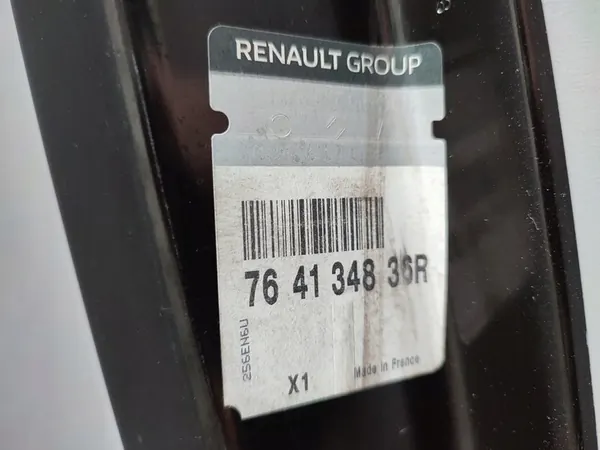 RENAULT GROUP
76 41 348 36R
256EN6U
X1
Made in France